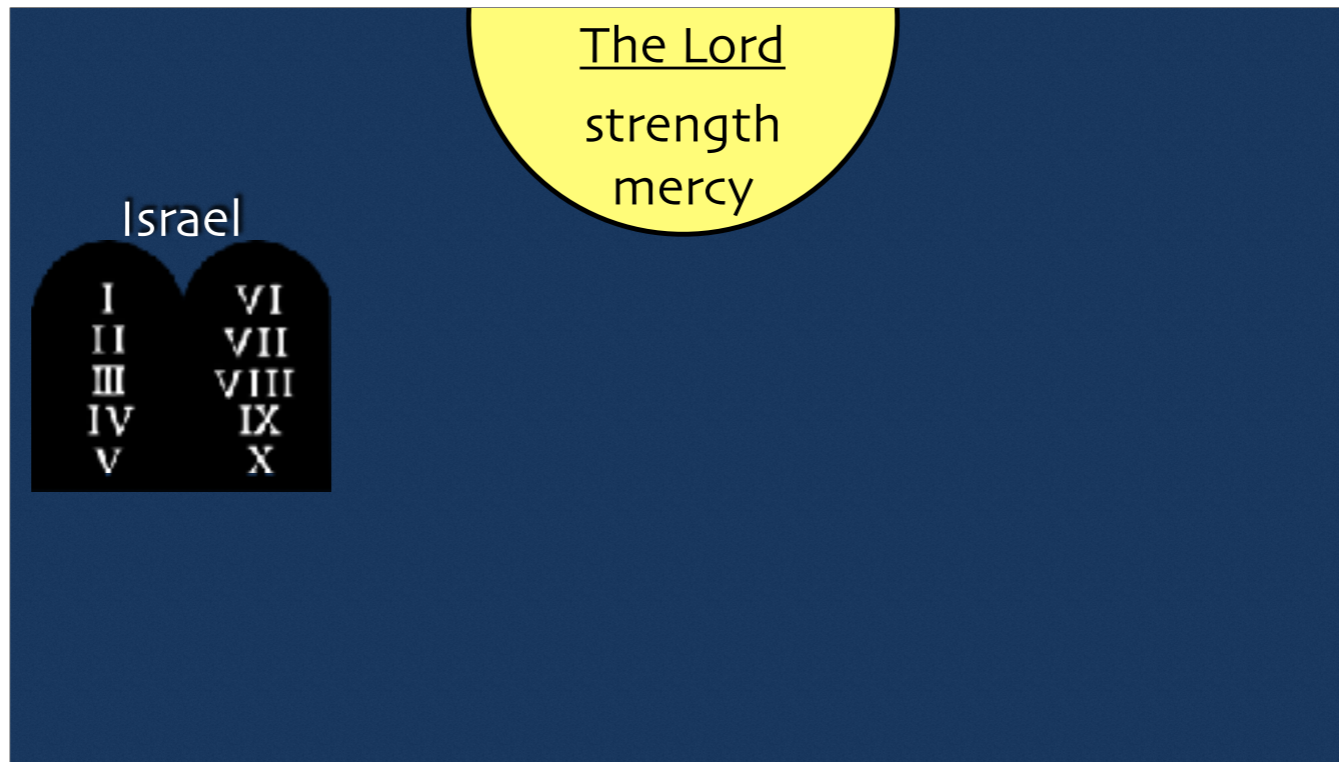 The Lord
strength
mercy
Israel
I VI
II VII
III VIII
IV IX
V X